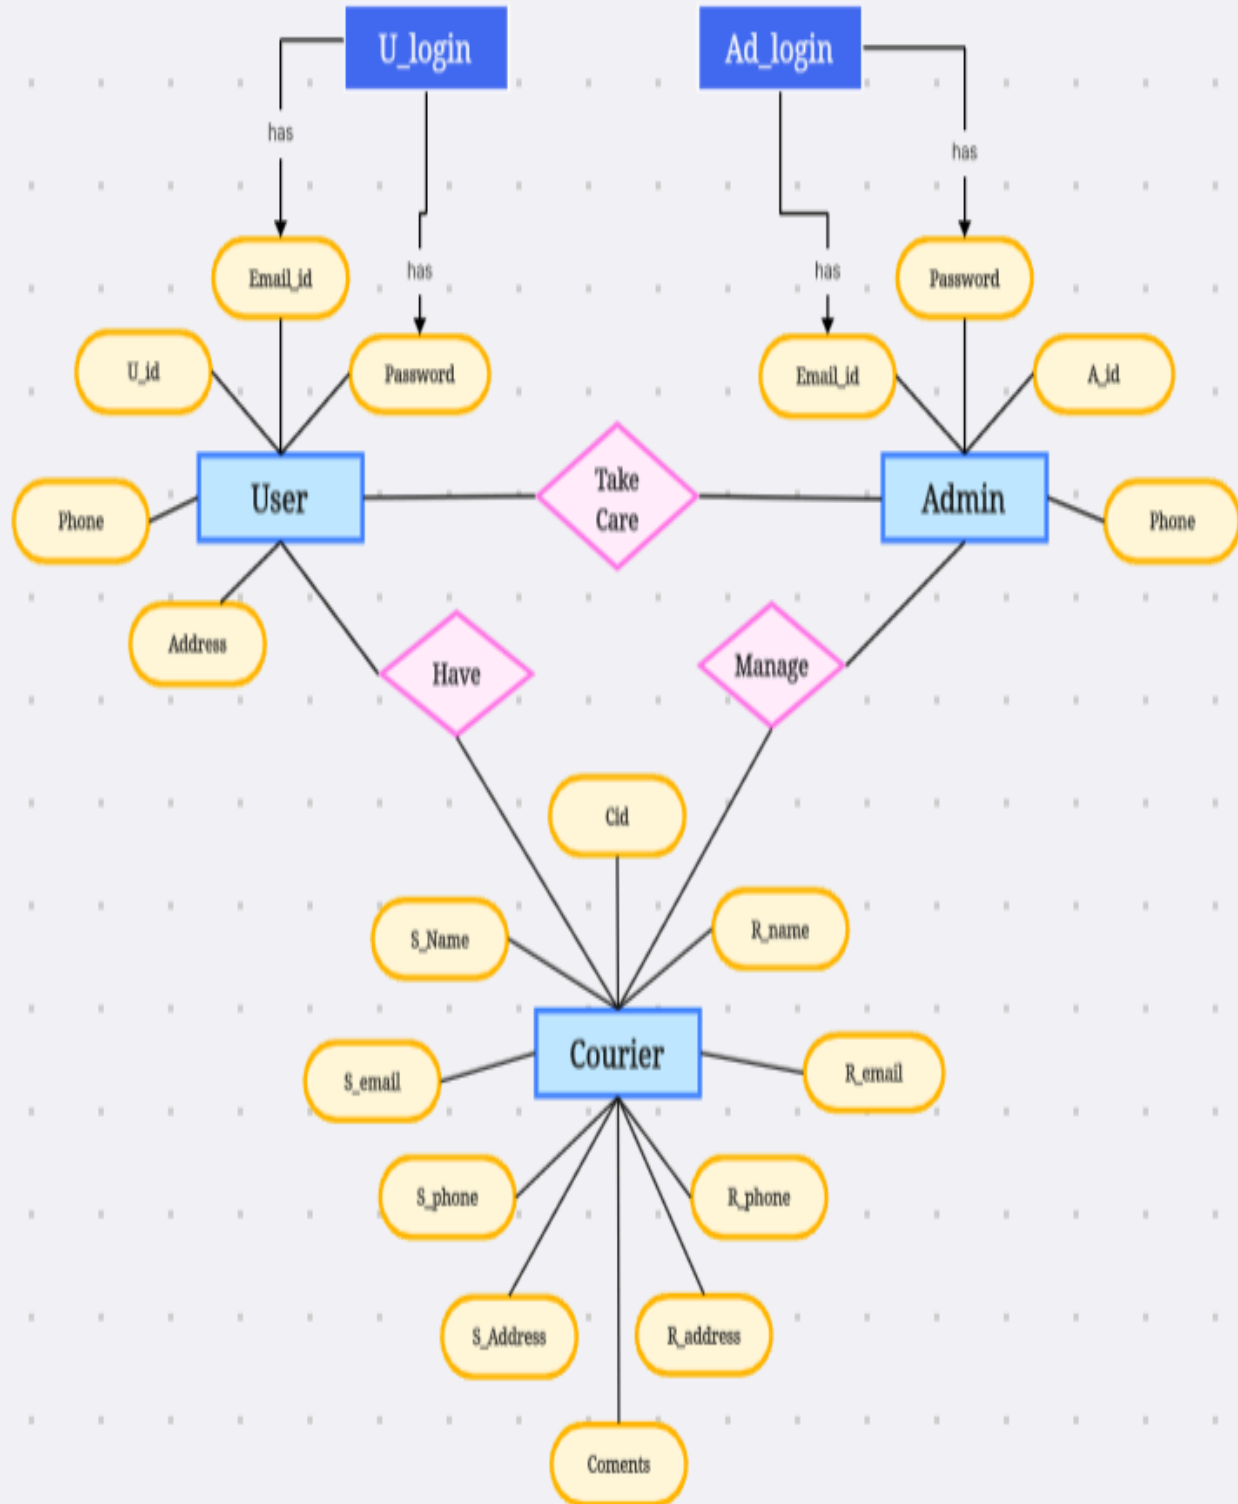 U_login
Ad_login
has
has
has
has
Email_id
Password
U_id
Password
Email_id
A_id
User
Take
Care
Admin
Phone
Phone
Address
Have
Manage
Cid
S_Name
R_name
Courier
S_email
R_email
S_phone
R_phone
S_Address
R_address
Coments